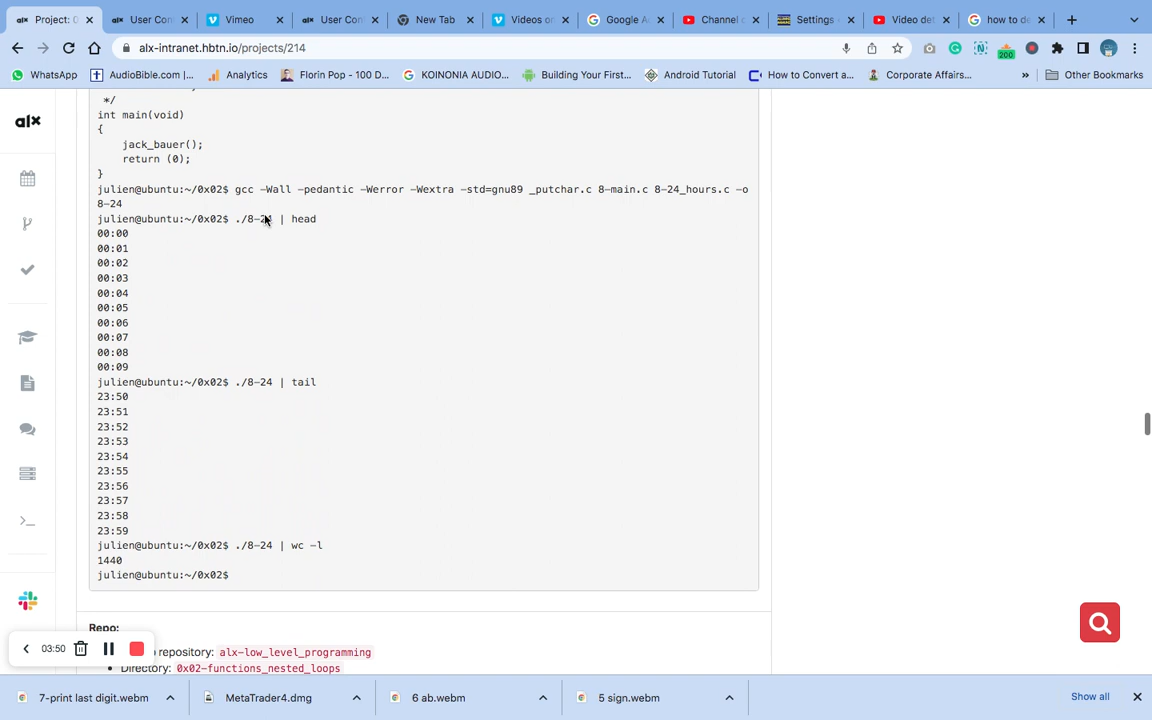 Project: 0
User Con
Vimeo
User Con
New Tab
Videos on
Google A
Channel c
Settings
Video det
how to de
alx-intranet.hbtn.io/projects/214
200
WhatsApp
AudioBible.com |...
Analytics
Florin Pop - 100 D...
KOINONIA AUDIO...
Building Your First...
Android Tutorial
How to Convert a...
Corporate Affairs...
»
Other Bookmarks
alx
*/
int main(void)
{
jack_bauer();
return (0);
}
julien@ubuntu:~/0x02$ gcc -Wall -pedantic -Werror -Wextra -std=gnu89 _putchar.c 8-main.c 8-24_hours.c -o
8-24
julien@ubuntu:~/0x02$ ./8-24 | head
00:00
00:01
00:02
00:03
00:04
00:05
00:06
00:07
00:08
00:09
julien@ubuntu:~/0x02$ ./8-24 | tail
23:50
23:51
23:52
23:53
23:54
23:55
23:56
23:57
23:58
23:59
julien@ubuntu:~/0x02$ ./8-24 | wc -l
1440
julien@ubuntu:~/0x02$
Repo:
repository: alx-low_level_programming
Directory: 0x02-functions_nested_loops
03:50
7-print last digit.webm
MetaTrader4.dmg
6 ab.webm
5 sign.webm
Show all